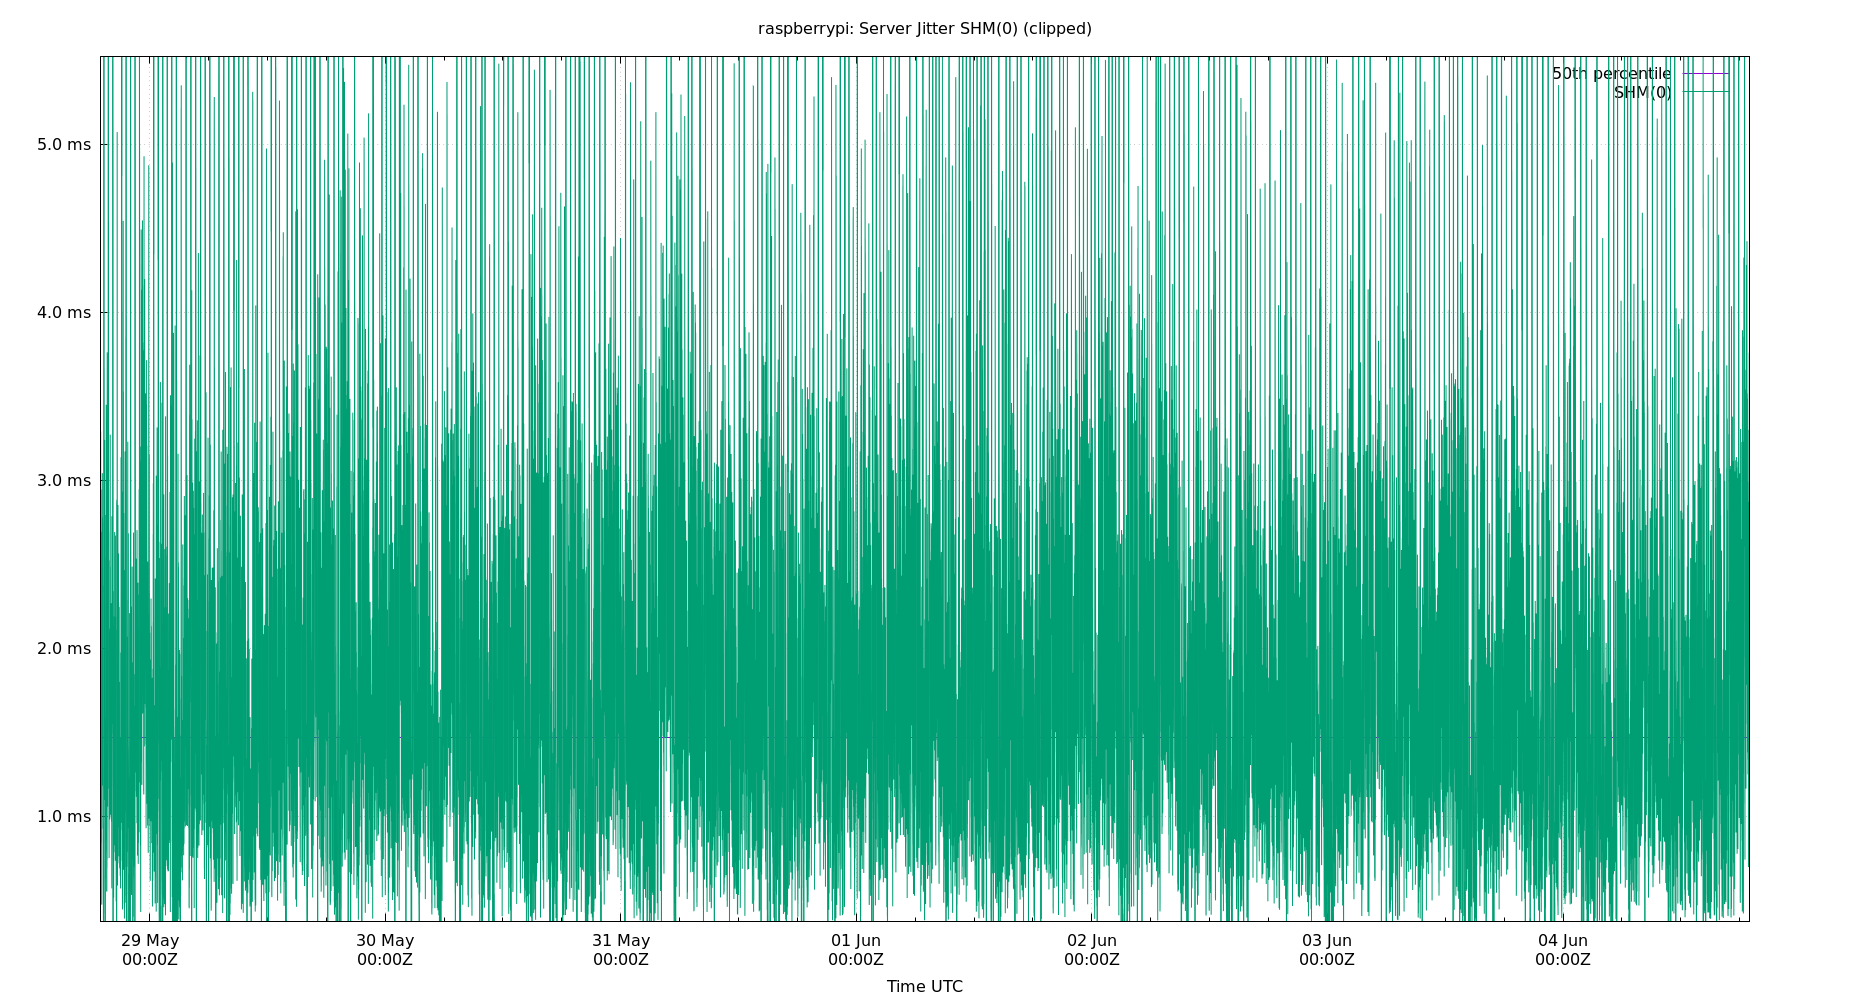 raspberrypi: Server Jitter SHM(0) (clipped)
50th percentile
SHM(0)
5.0 ms
4.0 ms
3.0 ms
2.0 ms
1.0 ms
29 May 30 May 31 May 01 Jun 02 Jun 03 Jun 04 Jun
00:00Z 00:00Z 00:00Z 00:00Z 00:00Z 00:00Z 00:00Z
Time UTC